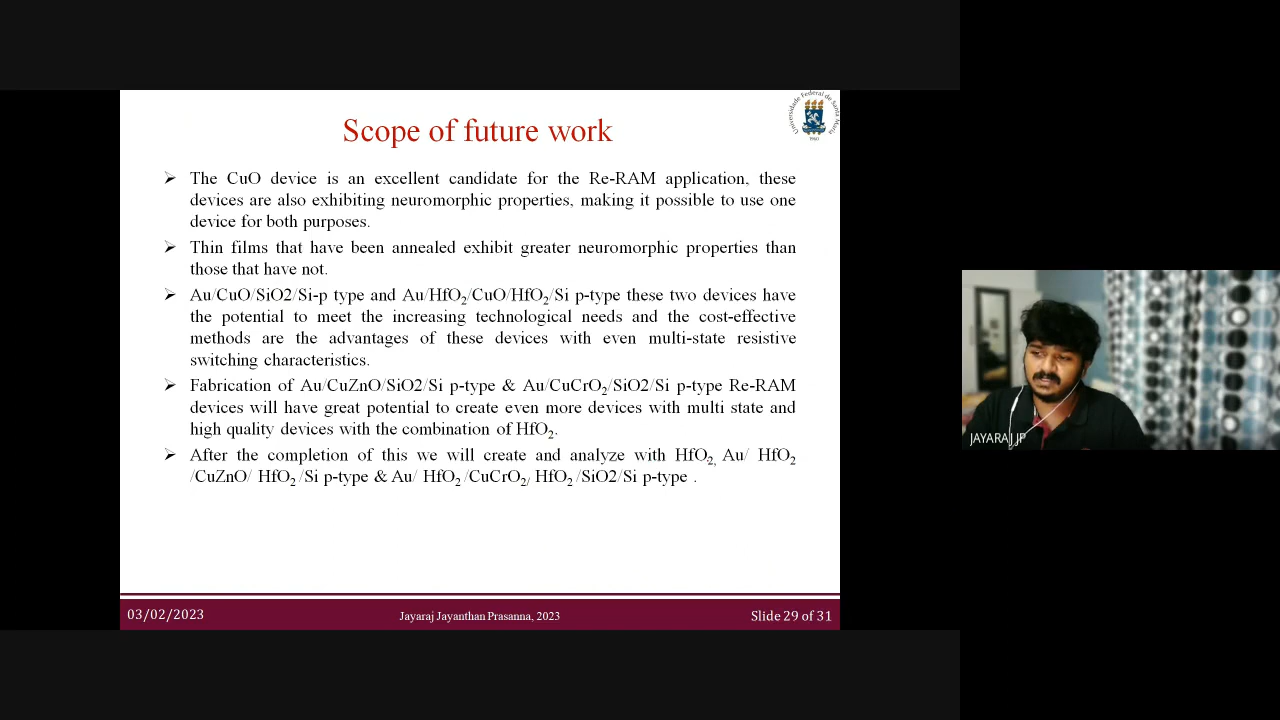 Universidade Federal de Santa Maria
1960
Scope of future work
➢ The CuO device is an excellent candidate for the Re-RAM application, these
devices are also exhibiting neuromorphic properties, making it possible to use one
device for both purposes.
➢ Thin films that have been annealed exhibit greater neuromorphic properties than
those that have not.
➢ Au/CuO/SiO2/Si-p type and Au/HfO₂/CuO/HfO₂/Si p-type these two devices have
the potential to meet the increasing technological needs and the cost-effective
methods are the advantages of these devices with even multi-state resistive
switching characteristics.
➢ Fabrication of Au/CuZnO/SiO2/Si p-type & Au/CuCrO₂/SiO2/Si p-type Re-RAM
devices will have great potential to create even more devices with multi state and
high quality devices with the combination of HfO₂.
➢ After the completion of this we will create and analyze with HfO₂, Au/ HfO₂
/CuZnO/ HfO₂ /Si p-type & Au/ HfO₂ /CuCrO₂/ HfO₂ /SiO2/Si p-type .
03/02/2023
Jayaraj Jayanthan Prasanna, 2023
Slide 29 of 31
JAYARAJ JP